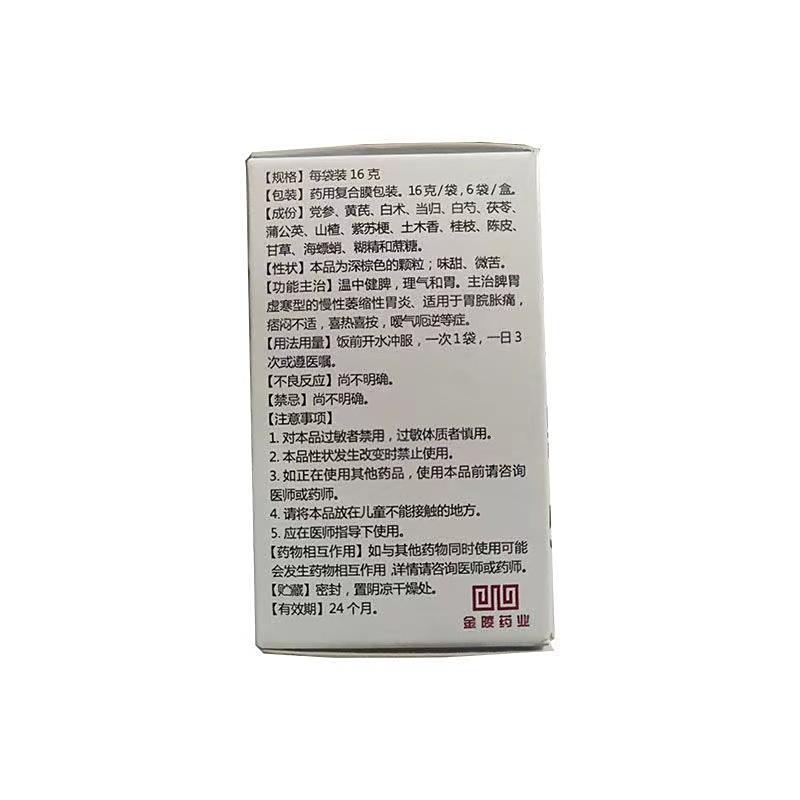 【规格】每袋装 16 克
【包装】药用复合膜包装。16 克 / 袋 , 6 袋 / 盒。
【成份】党参、黄芪、白术、当归、白芍、茯苓、
蒲公英、山楂、紫苏梗、土木香、桂枝、陈皮、
甘草、海螵蛸、糊精和蔗糖。
【性状】本品为深棕色的颗粒；味甜、微苦。
【功能主治】温中健脾，理气和胃。主治脾胃
虚寒型的慢性萎缩性胃炎、适用于胃脘胀痛，
痞闷不适，喜热喜按，嗳气呃逆等症。
【用法用量】饭前开水冲服，一次 1 袋，一日 3
次或遵医嘱。
【不良反应】尚不明确。
【禁忌】尚不明确。
【注意事项】
1. 对本品过敏者禁用，过敏体质者慎用。
2. 本品性状发生改变时禁止使用。
3. 如正在使用其他药品，使用本品前请咨询
医师或药师。
4. 请将本品放在儿童不能接触的地方。
5. 应在医师指导下使用。
【药物相互作用】如与其他药物同时使用可能
会发生药物相互作用 ,详情请咨询医师或药师。
【贮藏】密封，置阴凉干燥处。
【有效期】24 个月。
金陵药业